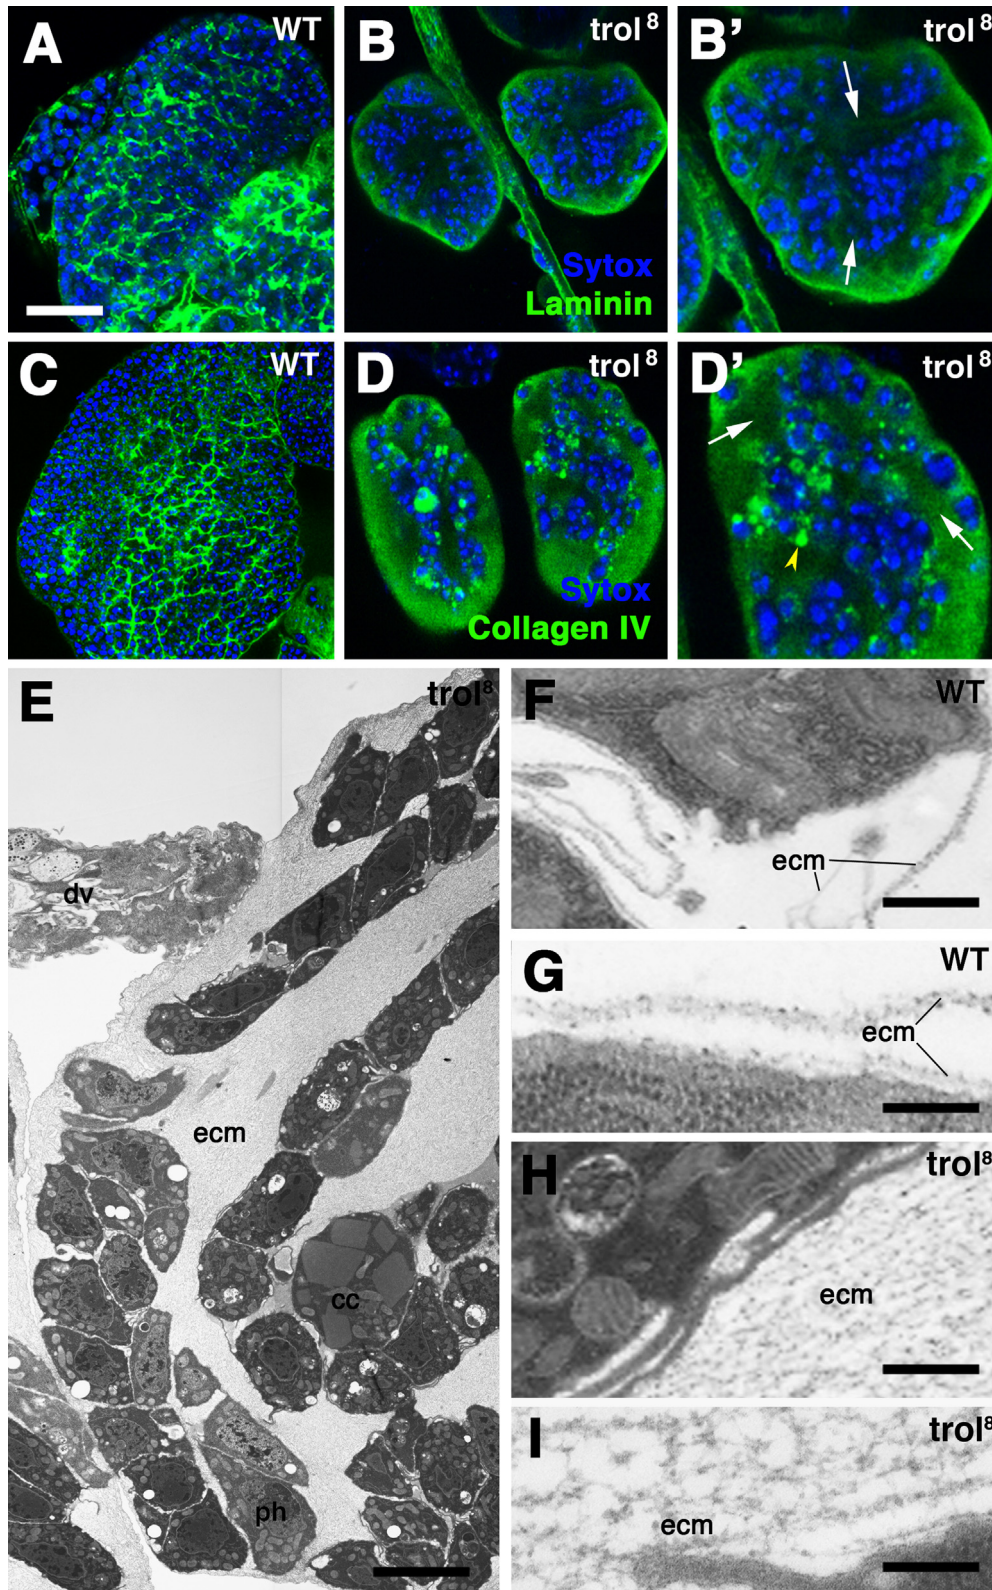 A
WT
B
trol8
Sytox
Laminin
B'
trol8
C
WT
D
trol8
Sytox
Collagen IV
D'
trol8
E
trol8
dv
ecm
cc
ph
F
WT
ecm
G
WT
ecm
H
trol8
ecm
I
trol8
ecm